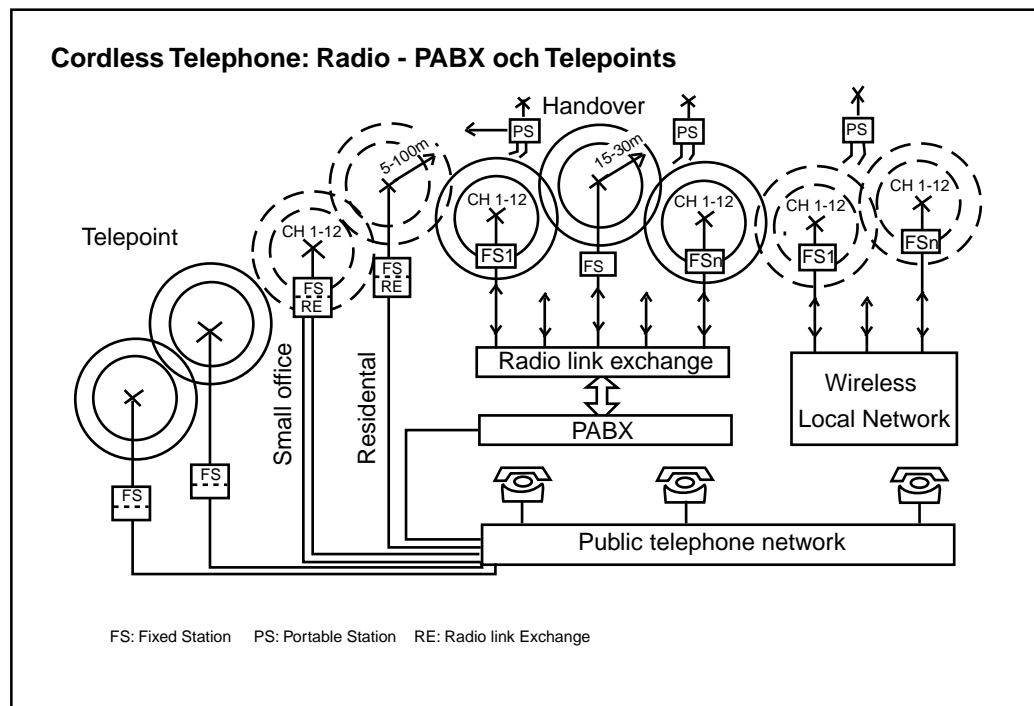 Cordless Telephone: Radio - PABX och Telepoints
Handover
PS
PS
PS
5-100m
15-30m
CH 1-12
CH 1-12
CH 1-12
CH 1-12
CH 1-12
Telepoint
FS1
FS
FSn
FS1
FSn
FS
RE
FS
RE
Small office
Residental
Radio link exchange
PABX
Wireless
Local Network
FS
FS
Public telephone network
FS: Fixed Station PS: Portable Station RE: Radio link Exchange